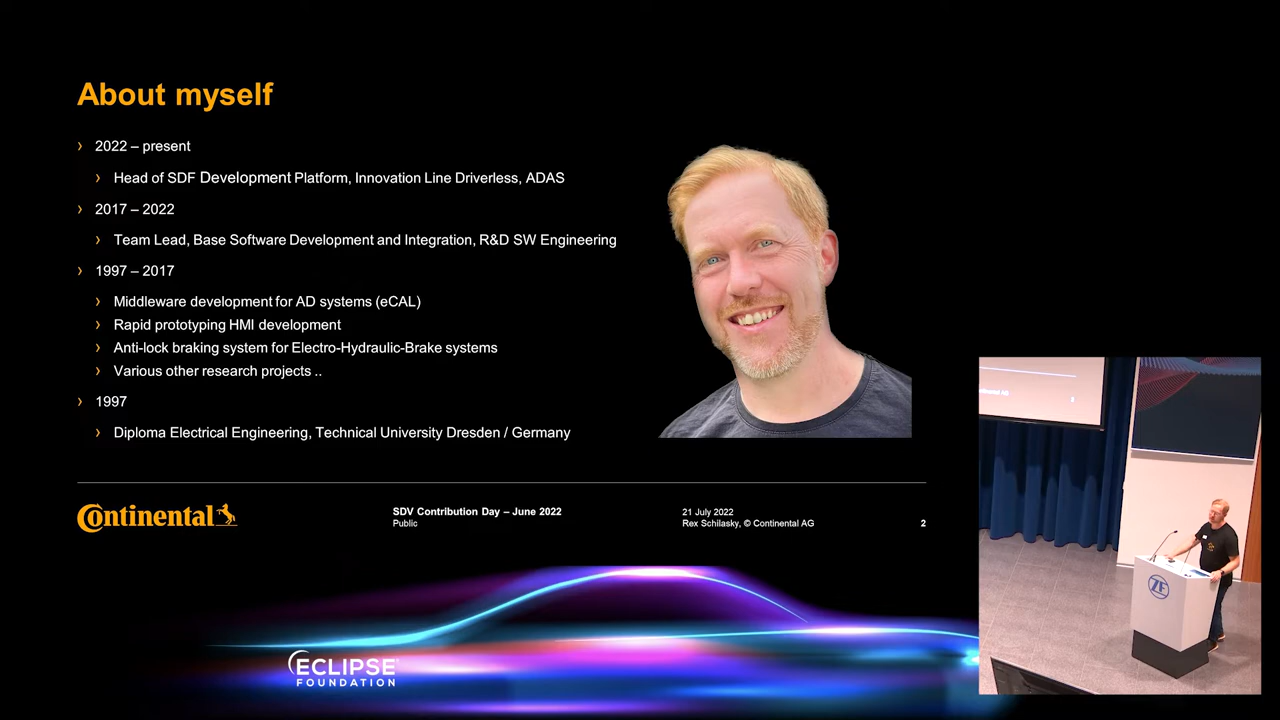 About myself
› 2022 – present
› Head of SDF Development Platform, Innovation Line Driverless, ADAS
› 2017 – 2022
› Team Lead, Base Software Development and Integration, R&D SW Engineering
› 1997 – 2017
› Middleware development for AD systems (eCAL)
› Rapid prototyping HMI development
› Anti-lock braking system for Electro-Hydraulic-Brake systems
› Various other research projects ..
› 1997
› Diploma Electrical Engineering, Technical University Dresden / Germany
Continental
SDV Contribution Day – June 2022
Public
21 July 2022
Rex Schilasky, © Continental AG
2
ECLIPSE
FOUNDATION
ZF